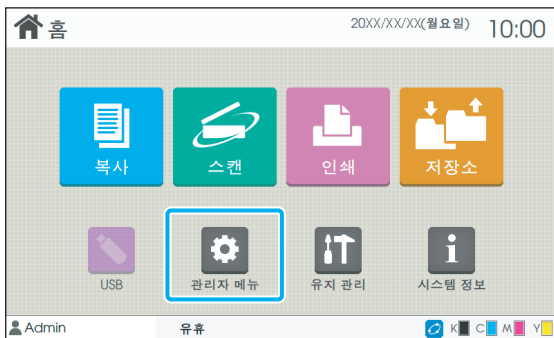 홈 20XX/XX/XX(월요일) 10:00
복사 스캔 인쇄 저장소
USB 관리자 메뉴 유지 관리 시스템 정보
Admin 유휴 K C M Y